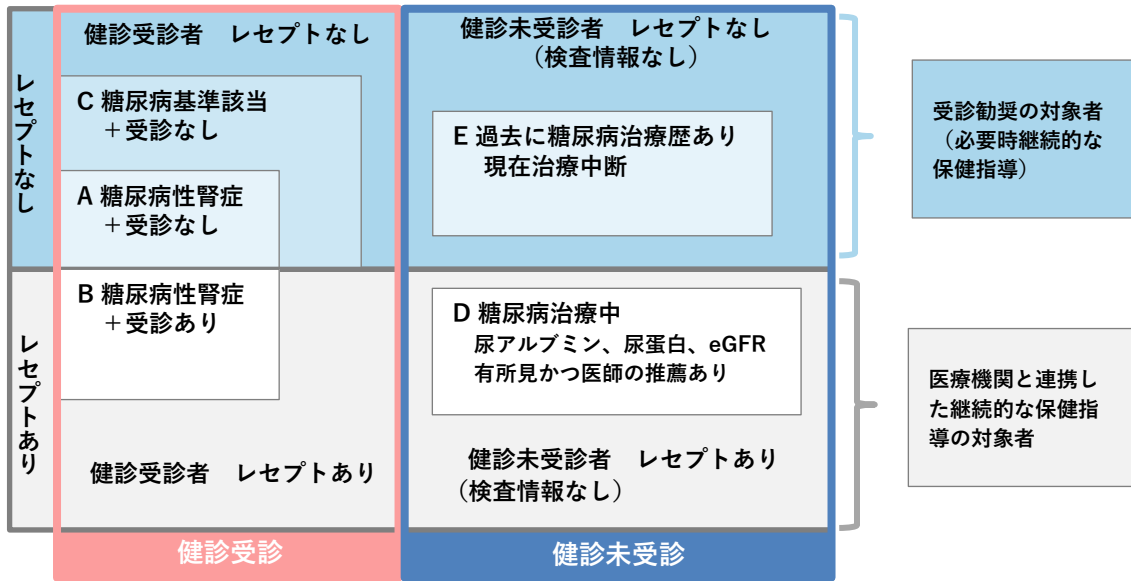 レセプトなし
レセプトあり
健診受診者　レセプトなし
C 糖尿病基準該当
＋受診なし
A 糖尿病性腎症
＋受診なし
B 糖尿病性腎症
＋受診あり
健診受診者　レセプトあり
健診受診
健診未受診者　レセプトなし
（検査情報なし）
E 過去に糖尿病治療歴あり
現在治療中断
D 糖尿病治療中
尿アルブミン、尿蛋白、eGFR
有所見かつ医師の推薦あり
健診未受診者　レセプトあり
（検査情報なし）
健診未受診
受診勧奨の対象者
（必要時継続的な
保健指導）
医療機関と連携し
た継続的な保健指
導の対象者